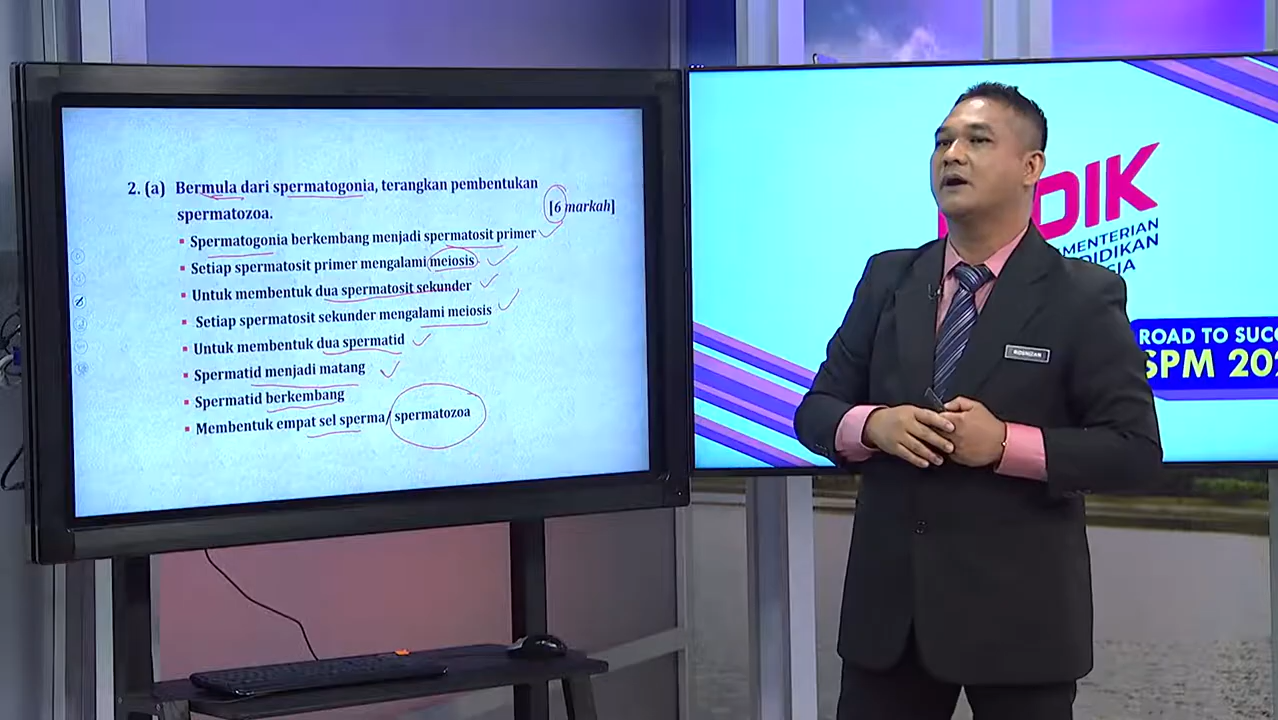 2. (a) Bermula dari spermatogonia, terangkan pembentukan
spermatozoa.
[6 markah]
▪ Spermatogonia berkembang menjadi spermatosit primer
▪ Setiap spermatosit primer mengalami meiosis
▪ Untuk membentuk dua spermatosit sekunder
▪ Setiap spermatosit sekunder mengalami meiosis
▪ Untuk membentuk dua spermatid
▪ Spermatid menjadi matang
▪ Spermatid berkembang
▪ Membentuk empat sel sperma/ spermatozoa
DIK
ROAD TO SUCC
SPM 202